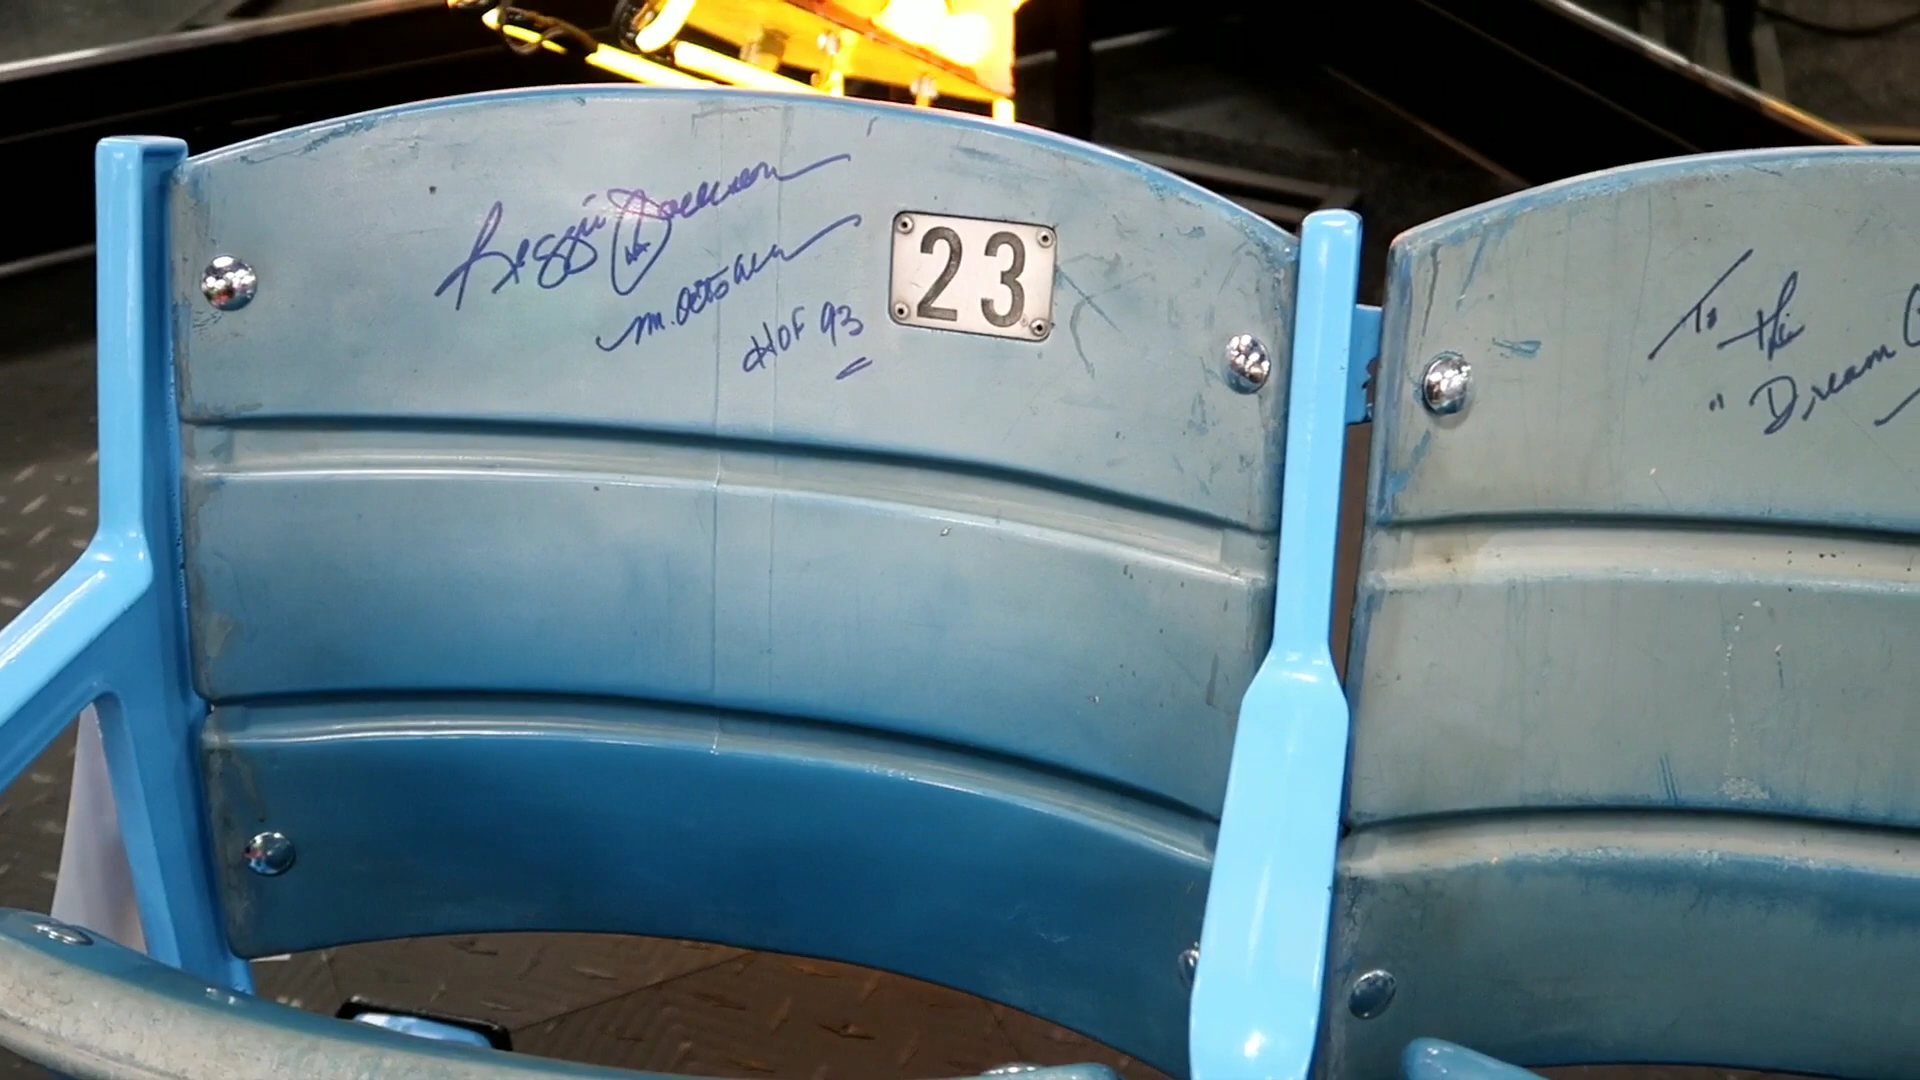 Reggie Jackson
Mr. October
HOF 93
23
To
The
"Dream